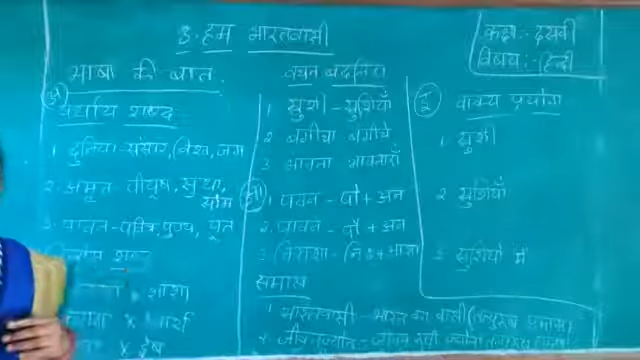 3. हम भारतवासी
कक्षा:- दसवी
विषय:- हिन्दी
भाषा की बात
अ) पर्याय शब्द
1. दुनिया - संसार, विश्व, जग
2. अमृत - पीयूष, सुधा, सोम
3. पावन - पवित्र, पुण्य, पूत
शब्द
आशा
x
x द्वेष
वचन बदलिए
1 खुशी - खुशियाँ
2 बगीचा बगीचे
3 भावना भावनाएँ
1. पवन - पो + अन
2. पावन - पौ + अन
3 निराशा - निः + आशा
समास
1 भारतवासी - भारत का वासी (तत्पुरुष समास)
इ वाक्य प्रयोग
1 खुशी
2 खुशियाँ
3 खुशियों में